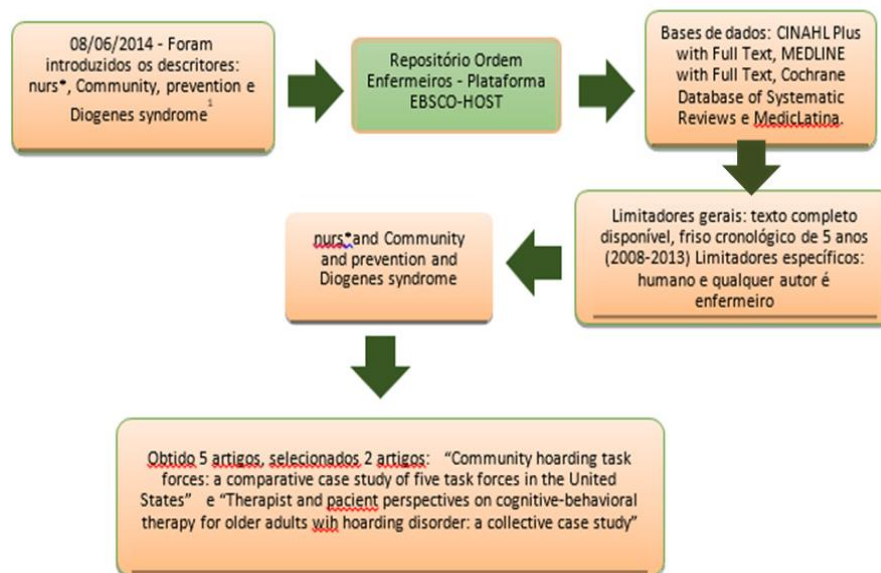 08/06/2014 - Foram
introduzidos os descritores:
nurs*, Community, prevention e
Diogenes syndrome1
Repositório Ordem
Enfermeiros - Plataforma
EBSCO-HOST
Bases de dados: CINAHL Plus
with Full Text, MEDLINE
with Full Text, Cochrane
Database of Systematic
Reviews e MedicLatina.
Limitadores gerais: texto completo
disponível, friso cronológico de 5 anos
(2008-2013) Limitadores específicos:
humano e qualquer autor é
enfermeiro
nurs*and Community
and prevention and
Diogenes syndrome
Obtido 5 artigos, selecionados 2 artigos: “Community hoarding task
forces: a comparative case study of five task forces in the United
States” e “Therapist and pacient perspectives on cognitive-behavioral
therapy for older adults wih hoarding disorder: a collective case study”